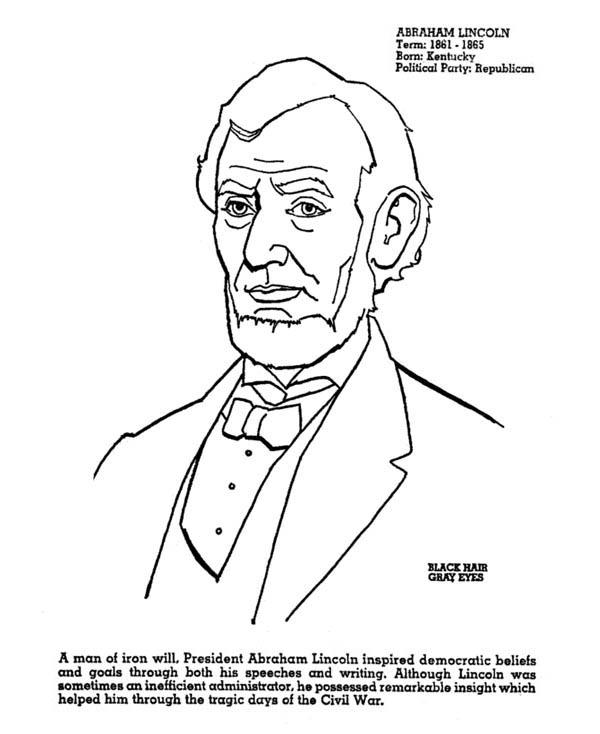 ABRAHAM LINCOLN
Term: 1861 - 1865
Born: Kentucky
Political Party: Republican
BLACK HAIR
GRAY EYES
A man of iron will, President Abraham Lincoln inspired democratic beliefs
and goals through both his speeches and writing. Although Lincoln was
sometimes an inefficient administrator, he possessed remarkable insight which
helped him through the tragic days of the Civil War.